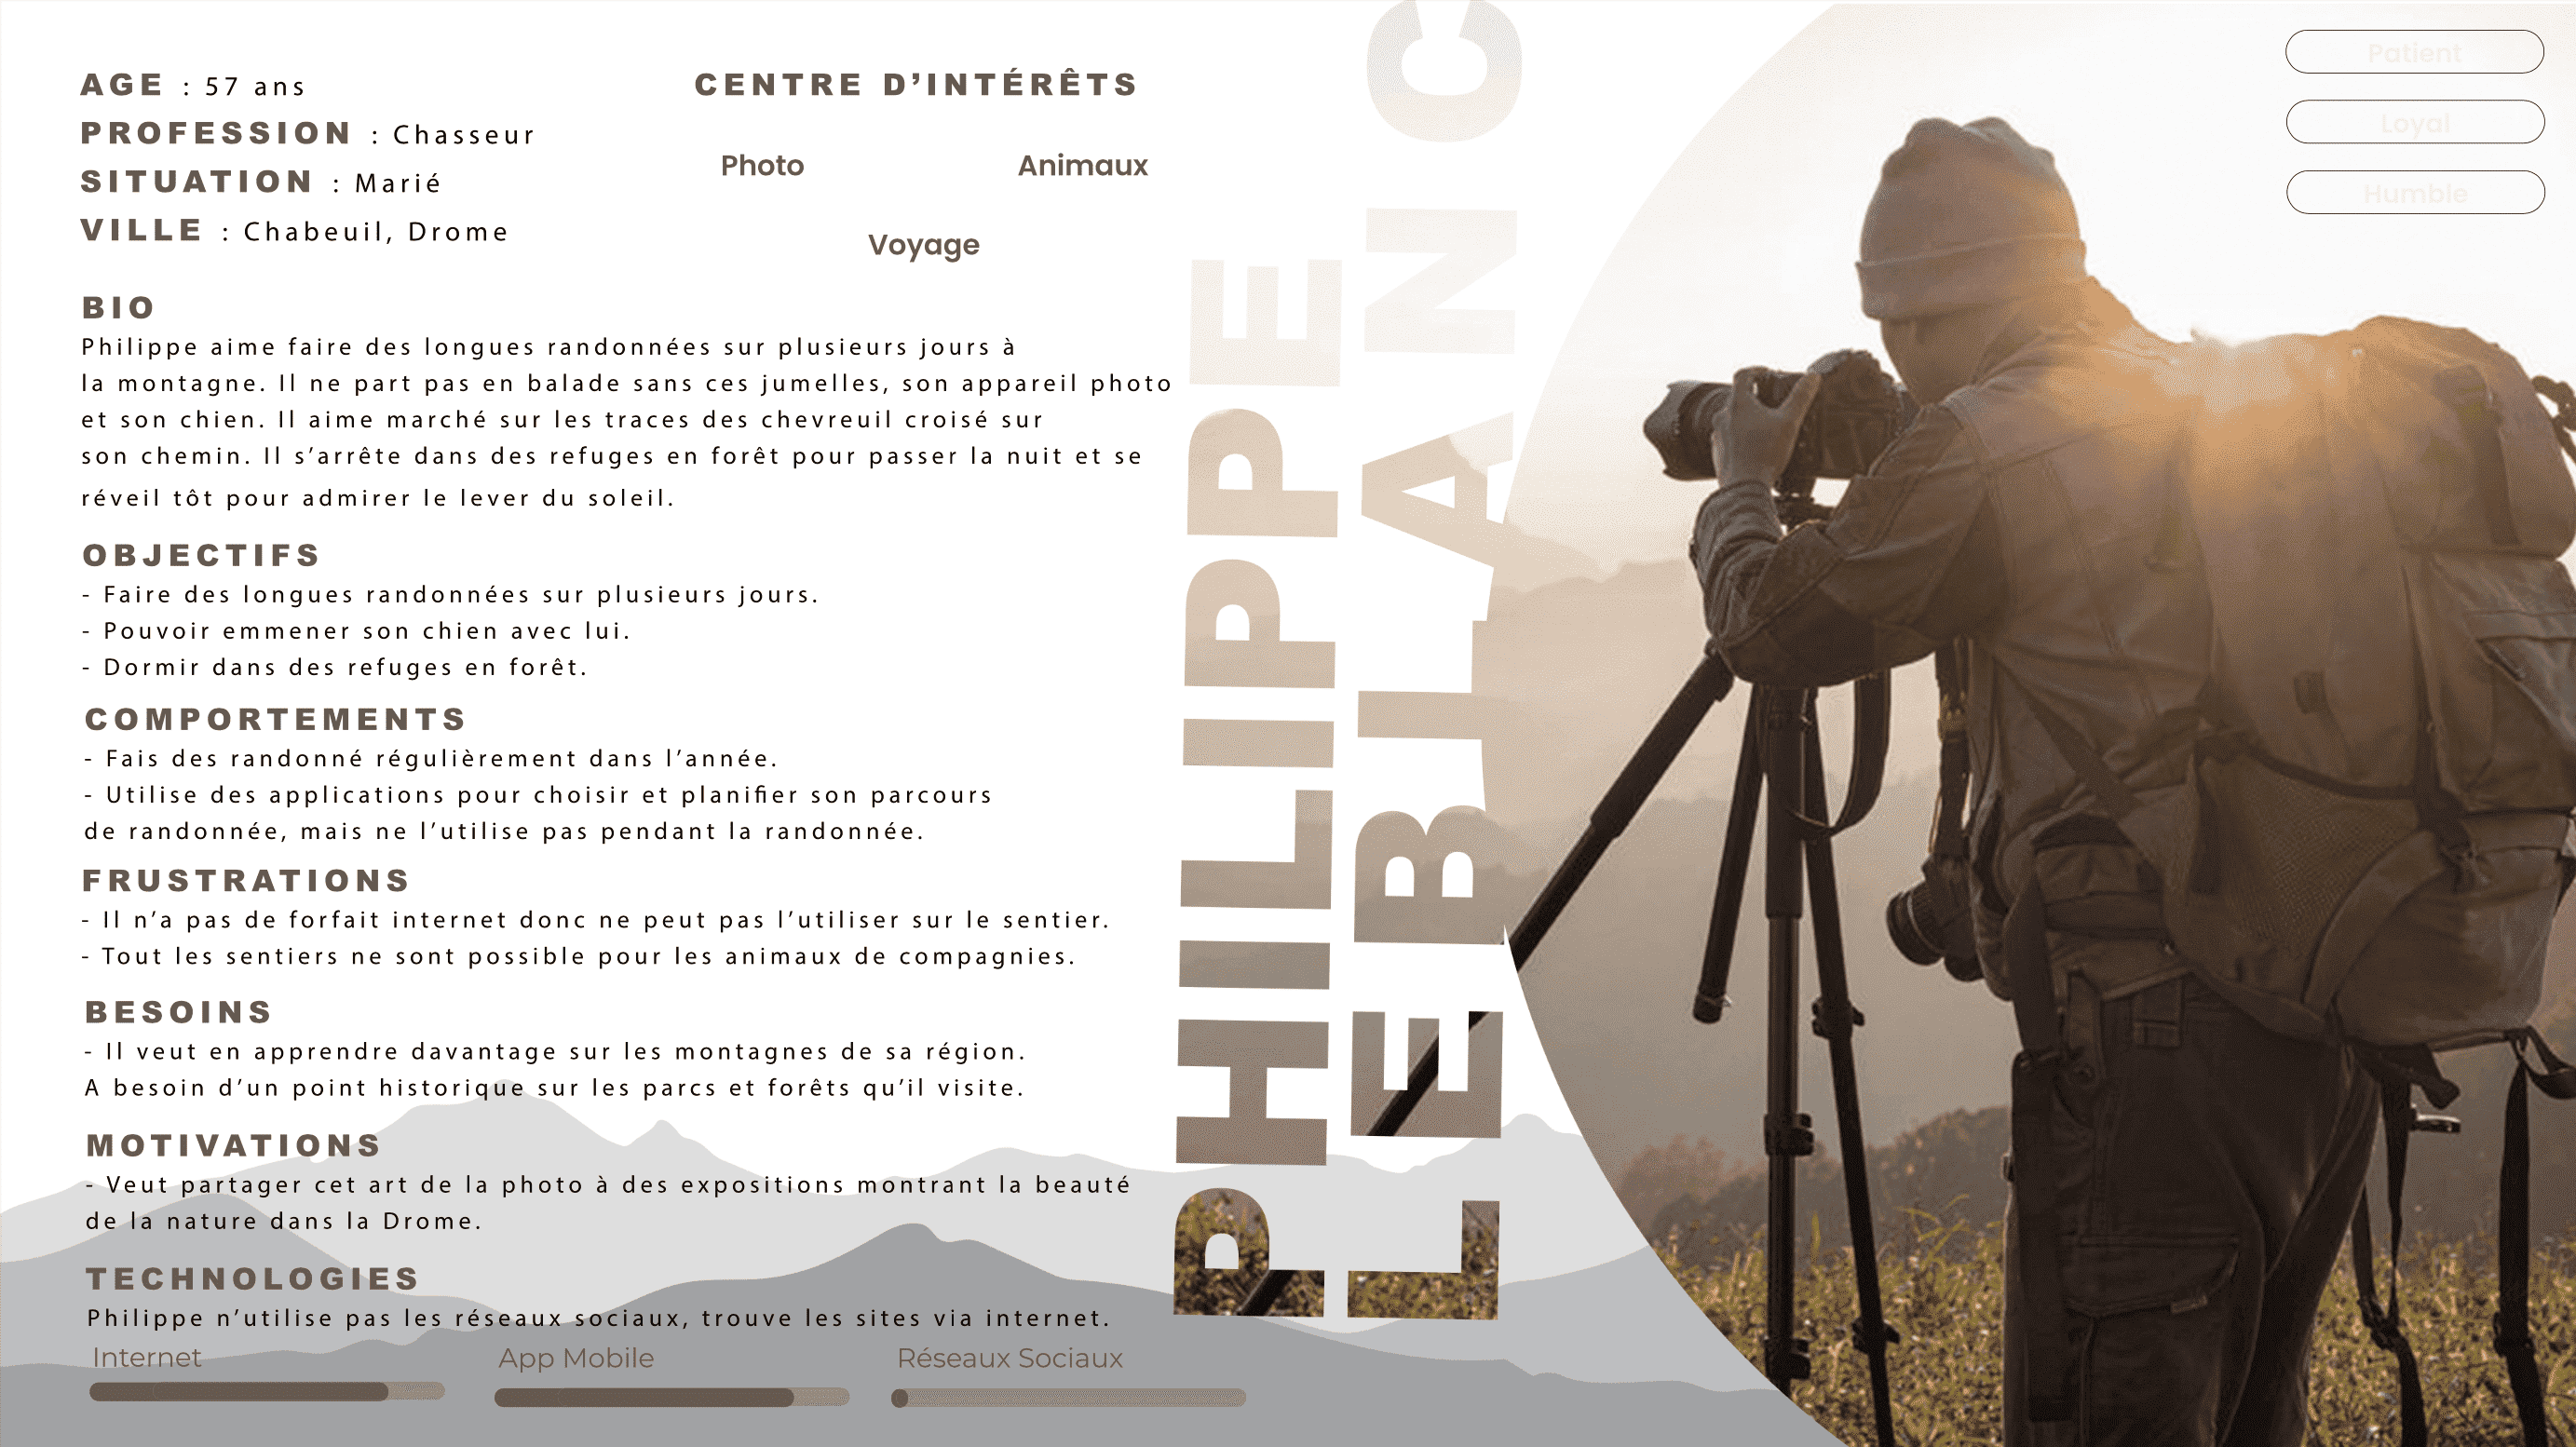 AGE : 57 ans
PROFESSION : Chasseur
SITUATION : Marié
VILLE : Chabeuil, Drome
CENTRE D’INTÉRÊTS
Photo
Animaux
Voyage
BIO
Philippe aime faire des longues randonnées sur plusieurs jours à
la montagne. Il ne part pas en balade sans ces jumelles, son appareil photo
et son chien. Il aime marché sur les traces des chevreuil croisé sur
son chemin. Il s’arrête dans des refuges en forêt pour passer la nuit et se
réveil tôt pour admirer le lever du soleil.
OBJECTIFS
- Faire des longues randonnées sur plusieurs jours.
- Pouvoir emmener son chien avec lui.
- Dormir dans des refuges en forêt.
COMPORTEMENTS
- Fais des randonné régulièrement dans l’année.
- Utilise des applications pour choisir et planifier son parcours
de randonnée, mais ne l’utilise pas pendant la randonnée.
FRUSTRATIONS
- Il n’a pas de forfait internet donc ne peut pas l’utiliser sur le sentier.
- Tout les sentiers ne sont possible pour les animaux de compagnies.
BESOINS
- Il veut en apprendre davantage sur les montagnes de sa région.
A besoin d’un point historique sur les parcs et forêts qu’il visite.
MOTIVATIONS
- Veut partager cet art de la photo à des expositions montrant la beauté
de la nature dans la Drome.
TECHNOLOGIES
Philippe n’utilise pas les réseaux sociaux, trouve les sites via internet.
Internet
App Mobile
Réseaux Sociaux
PHILIPPE
LEBLANC
Patient
Loyal
Humble